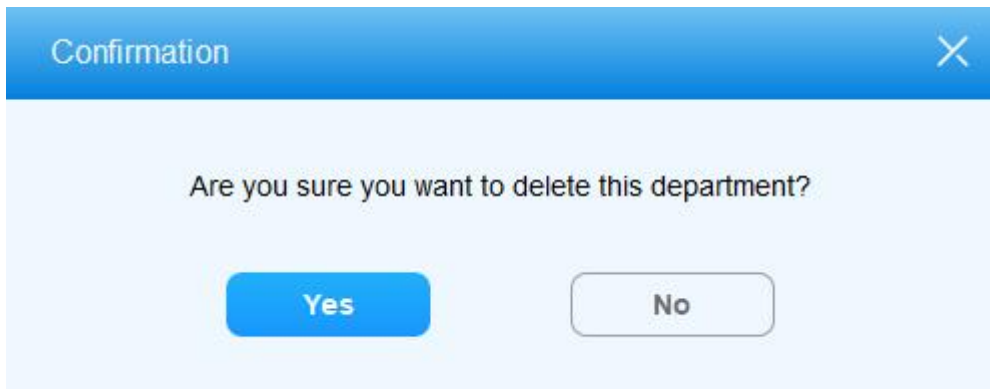 Confirmation
Are you sure you want to delete this department?
Yes
No